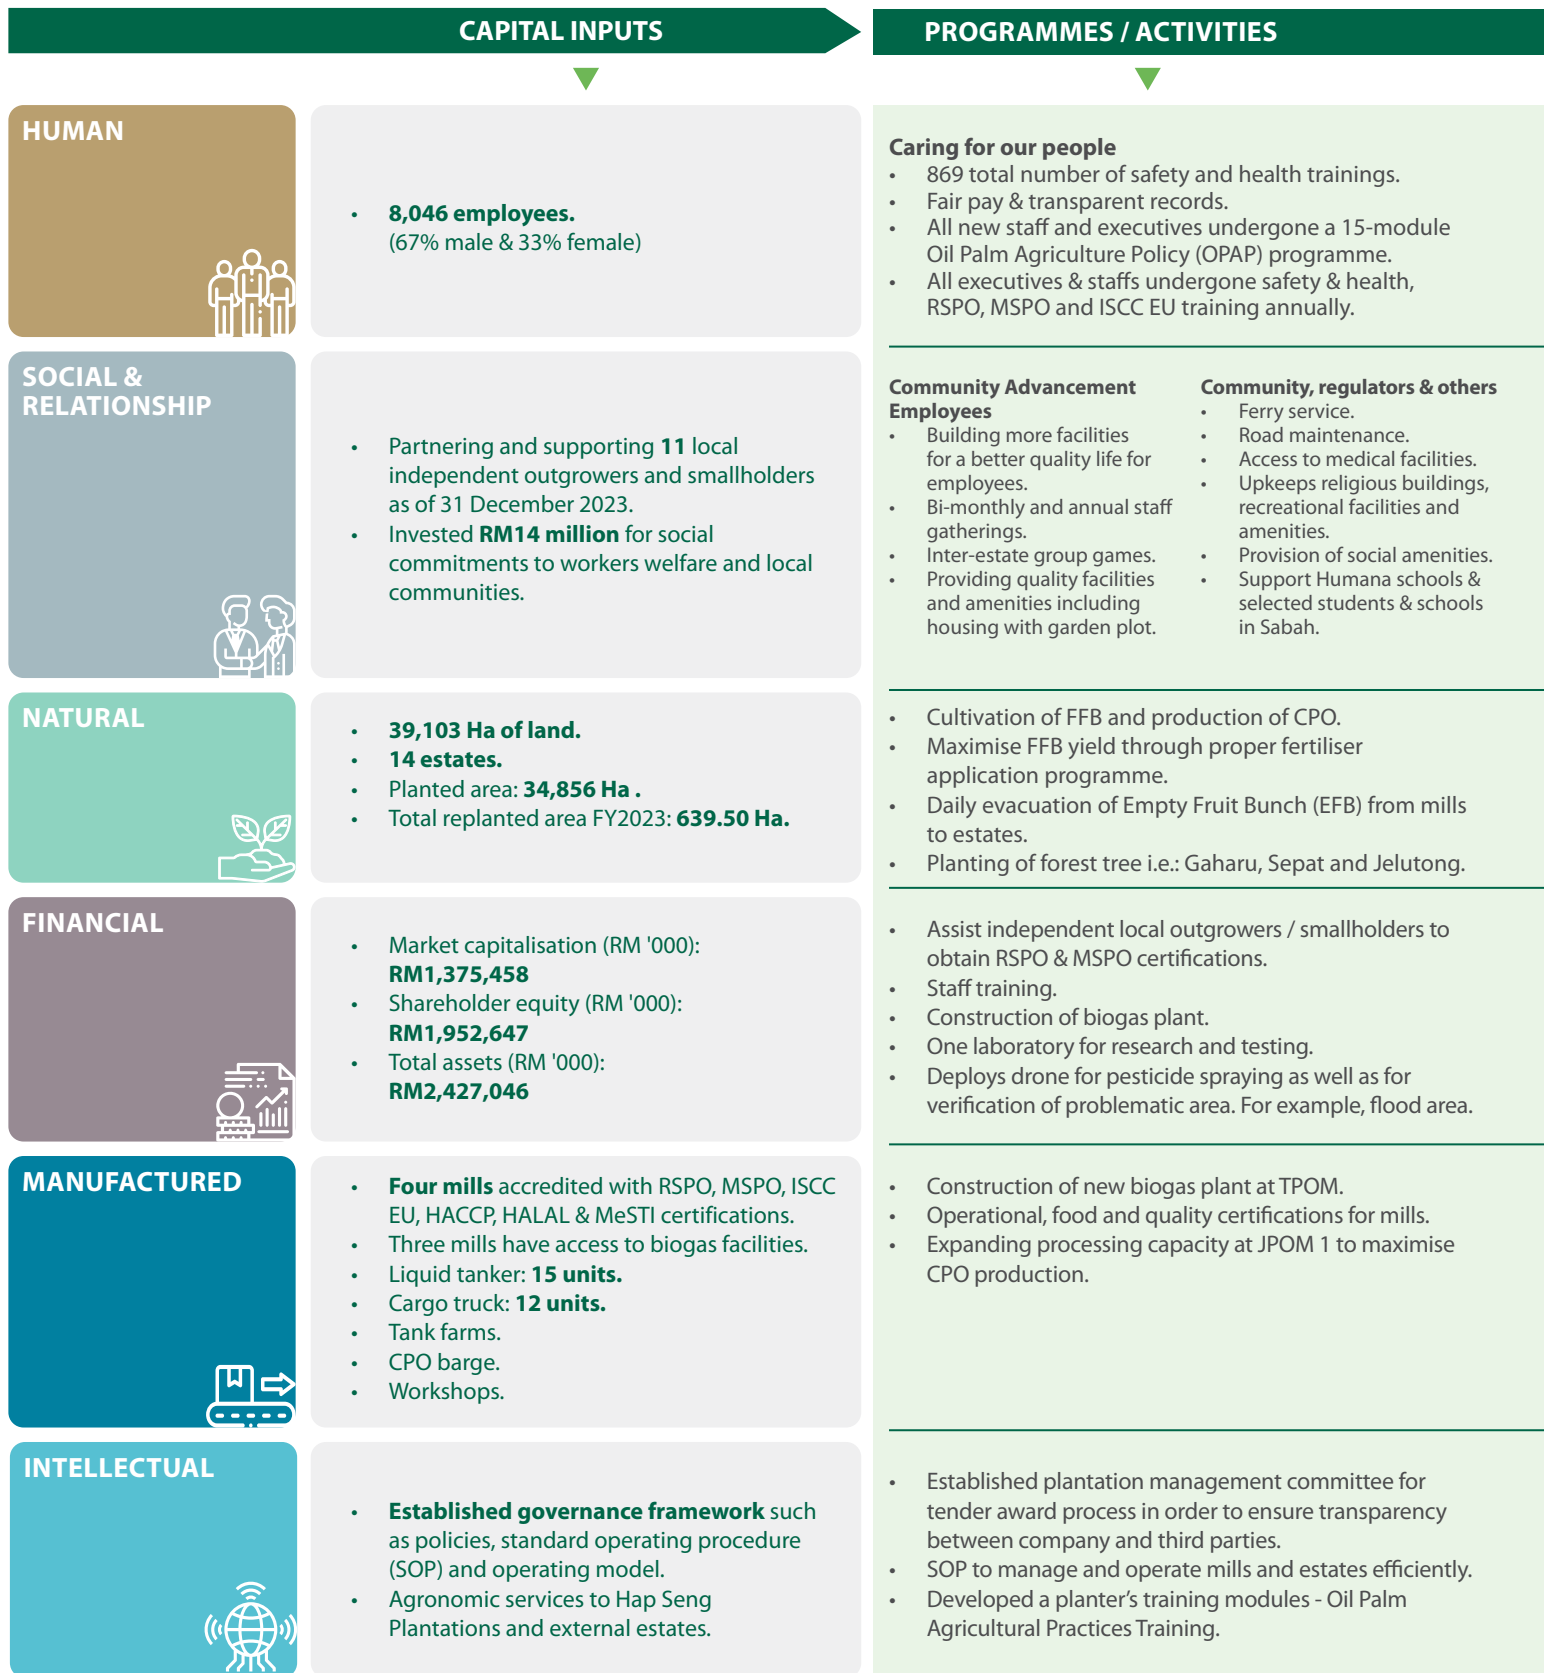 CAPITAL INPUTS
PROGRAMMES / ACTIVITIES
HUMAN
• 8,046 employees.
(67% male & 33% female)
Caring for our people
• 869 total number of safety and health trainings.
• Fair pay & transparent records.
• All new staff and executives undergone a 15-module
Oil Palm Agriculture Policy (OPAP) programme.
• All executives & staffs undergone safety & health,
RSPO, MSPO and ISCC EU training annually.
SOCIAL &
RELATIONSHIP
• Partnering and supporting 11 local
independent outgrowers and smallholders
as of 31 December 2023.
• Invested RM14 million for social
commitments to workers welfare and local
communities.
Community Advancement
Employees
• Building more facilities
for a better quality life for
employees.
• Bi-monthly and annual staff
gatherings.
• Inter-estate group games.
• Providing quality facilities
and amenities including
housing with garden plot.
Community, regulators & others
• Ferry service.
• Road maintenance.
• Access to medical facilities.
• Upkeeps religious buildings,
recreational facilities and
amenities.
• Provision of social amenities.
• Support Humana schools &
selected students & schools
in Sabah.
NATURAL
• 39,103 Ha of land.
• 14 estates.
• Planted area: 34,856 Ha .
• Total replanted area FY2023: 639.50 Ha.
• Cultivation of FFB and production of CPO.
• Maximise FFB yield through proper fertiliser
application programme.
• Daily evacuation of Empty Fruit Bunch (EFB) from mills
to estates.
• Planting of forest tree i.e.: Gaharu, Sepat and Jelutong.
FINANCIAL
• Market capitalisation (RM '000):
RM1,375,458
• Shareholder equity (RM '000):
RM1,952,647
• Total assets (RM '000):
RM2,427,046
• Assist independent local outgrowers / smallholders to
obtain RSPO & MSPO certifications.
• Staff training.
• Construction of biogas plant.
• One laboratory for research and testing.
• Deploys drone for pesticide spraying as well as for
verification of problematic area. For example, flood area.
MANUFACTURED
• Four mills accredited with RSPO, MSPO, ISCC
EU, HACCP, HALAL & MeSTI certifications.
• Three mills have access to biogas facilities.
• Liquid tanker: 15 units.
• Cargo truck: 12 units.
• Tank farms.
• CPO barge.
• Workshops.
• Construction of new biogas plant at TPOM.
• Operational, food and quality certifications for mills.
• Expanding processing capacity at JPOM 1 to maximise
CPO production.
INTELLECTUAL
• Established governance framework such
as policies, standard operating procedure
(SOP) and operating model.
• Agronomic services to Hap Seng
Plantations and external estates.
• Established plantation management committee for
tender award process in order to ensure transparency
between company and third parties.
• SOP to manage and operate mills and estates efficiently.
• Developed a planter’s training modules - Oil Palm
Agricultural Practices Training.